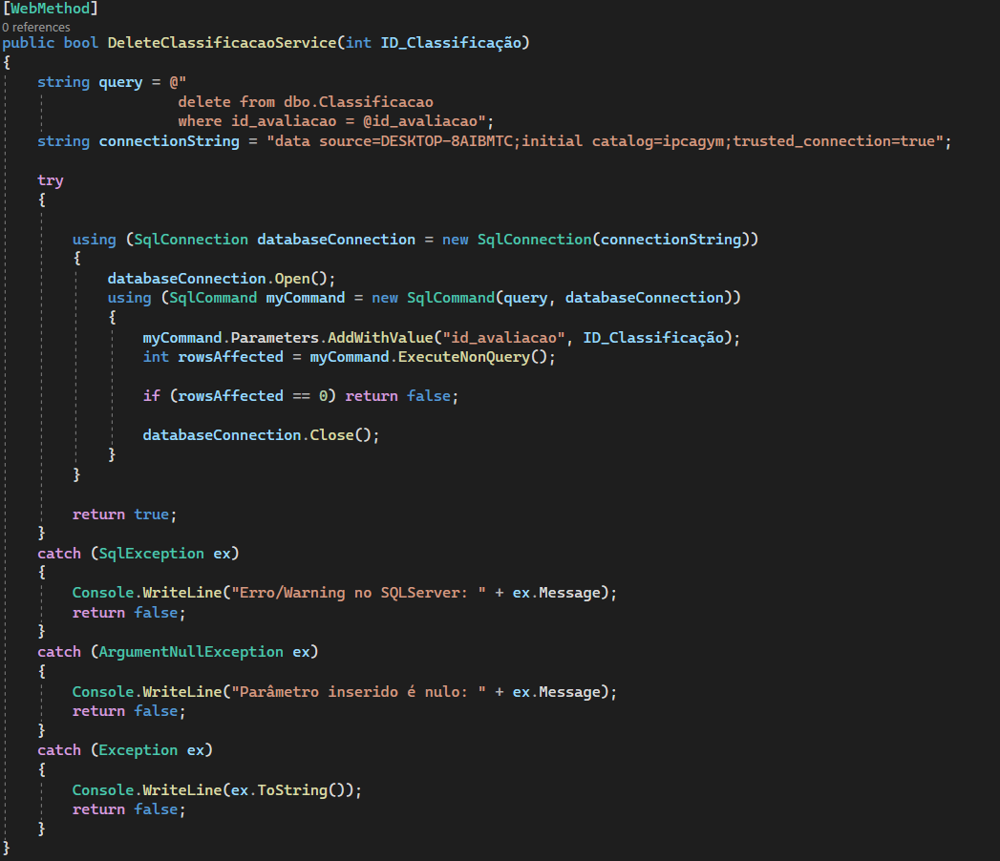 [WebMethod]
0 references
public bool DeleteClassificacaoService(int ID_Classificação)
{
string query = @"
delete from dbo.Classificacao
where id_avaliacao = @id_avaliacao";
string connectionString = "data source=DESKTOP-8AIBMTC;initial catalog=ipcagym;trusted_connection=true";
try
{
using (SqlConnection databaseConnection = new SqlConnection(connectionString))
{
databaseConnection.Open();
using (SqlCommand myCommand = new SqlCommand(query, databaseConnection))
{
myCommand.Parameters.AddWithValue("id_avaliacao", ID_Classificação);
int rowsAffected = myCommand.ExecuteNonQuery();
if (rowsAffected == 0) return false;
databaseConnection.Close();
}
}
return true;
}
catch (SqlException ex)
{
Console.WriteLine("Erro/Warning no SQLServer: " + ex.Message);
return false;
}
catch (ArgumentNullException ex)
{
Console.WriteLine("Parâmetro inserido é nulo: " + ex.Message);
return false;
}
catch (Exception ex)
{
Console.WriteLine(ex.ToString());
return false;
}
}